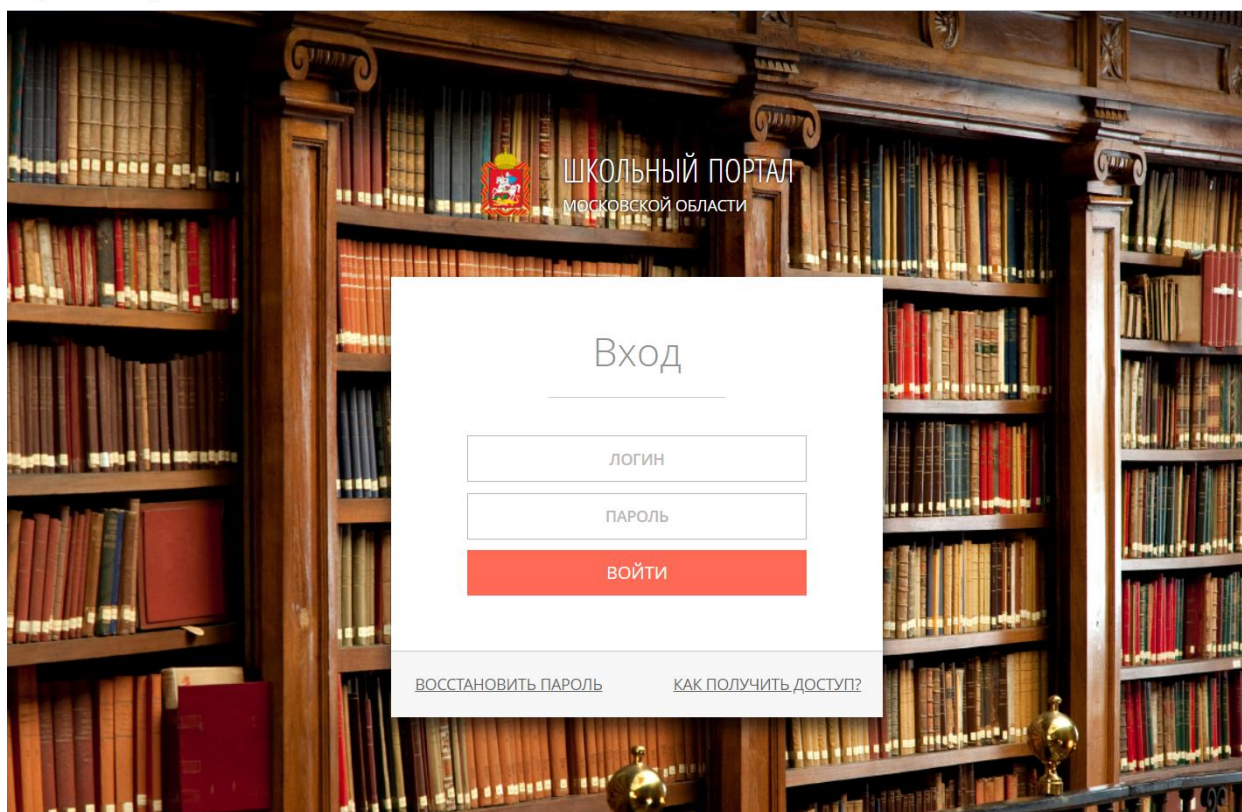 ШКОЛЬНЫЙ ПОРТАЛ
МОСКОВСКОЙ ОБЛАСТИ
Вход
ЛОГИН
ПАРОЛЬ
ВОЙТИ
ВОССТАНОВИТЬ ПАРОЛЬ
КАК ПОЛУЧИТЬ ДОСТУП?